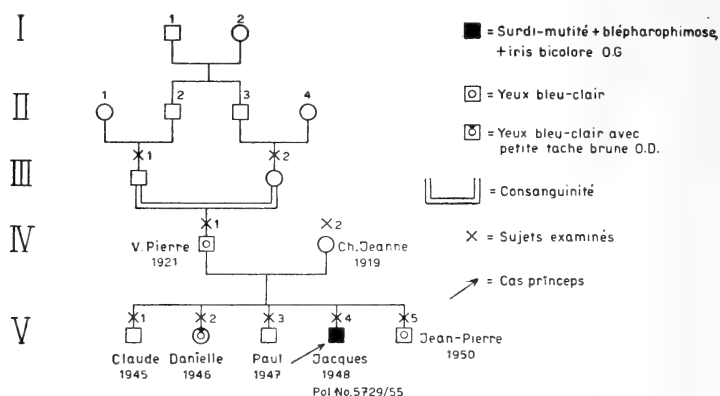 I
1
2
II
1
2
3
4
III
1
2
IV
1
2
V. Pierre
1921
Ch. Jeanne
1919
V
1
2
3
4
5
Claude
1945
Danielle
1946
Paul
1947
Jacques
1948
Pol No. 5729/55
Jean-Pierre
1950
= Surdi-mutité + blépharophimose,
+ iris bicolore O.G
= Yeux bleu-clair
= Yeux bleu-clair avec
petite tache brune O.D.
= Consanguinité
= Sujets examinés
= Cas princeps